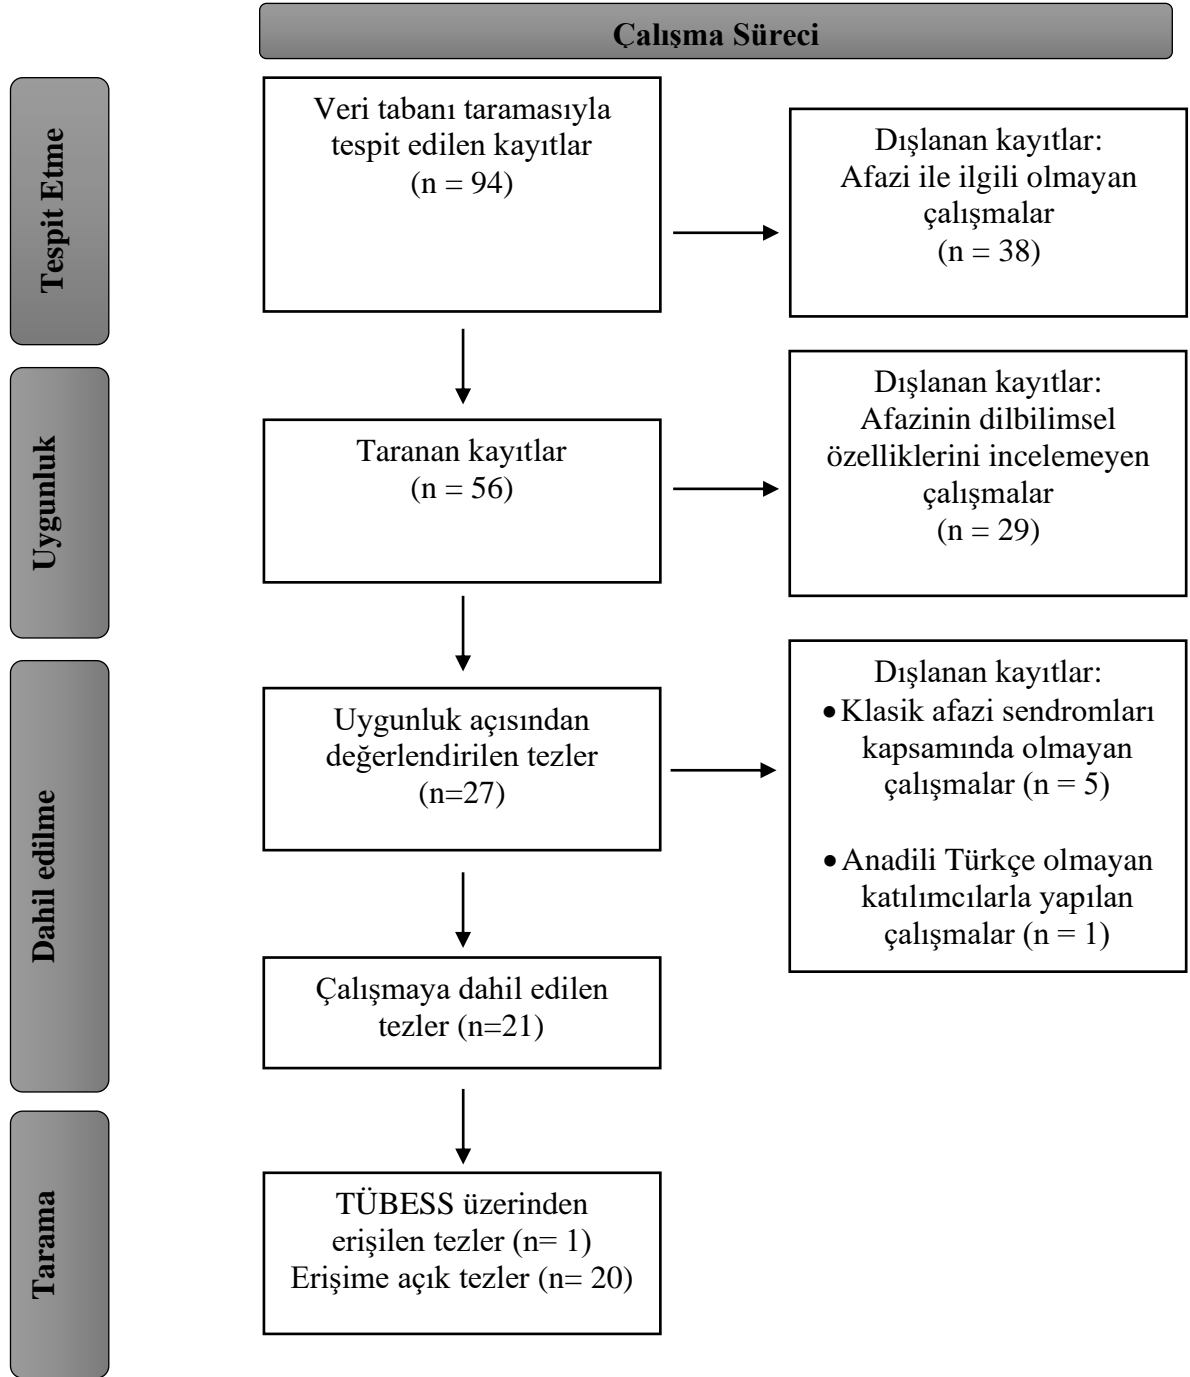 Çalışma Süreci
Tespit Etme
Veri tabanı taramasıyla
tespit edilen kayıtlar
(n = 94)
Dışlanan kayıtlar:
Afazi ile ilgili olmayan
çalışmalar
(n = 38)
Uygunluk
Taranan kayıtlar
(n = 56)
Dışlanan kayıtlar:
Afazinin dilbilimsel
özelliklerini incelemeyen
çalışmalar
(n = 29)
Dahil edilme
Uygunluk açısından
değerlendirilen tezler
(n=27)
Dışlanan kayıtlar:
•Klasik afazi sendromları
kapsamında olmayan
çalışmalar (n = 5)
•Anadili Türkçe olmayan
katılımcılarla yapılan
çalışmalar (n = 1)
Çalışmaya dahil edilen
tezler (n=21)
Tarama
TÜBESS üzerinden
erişilen tezler (n= 1)
Erişime açık tezler (n= 20)